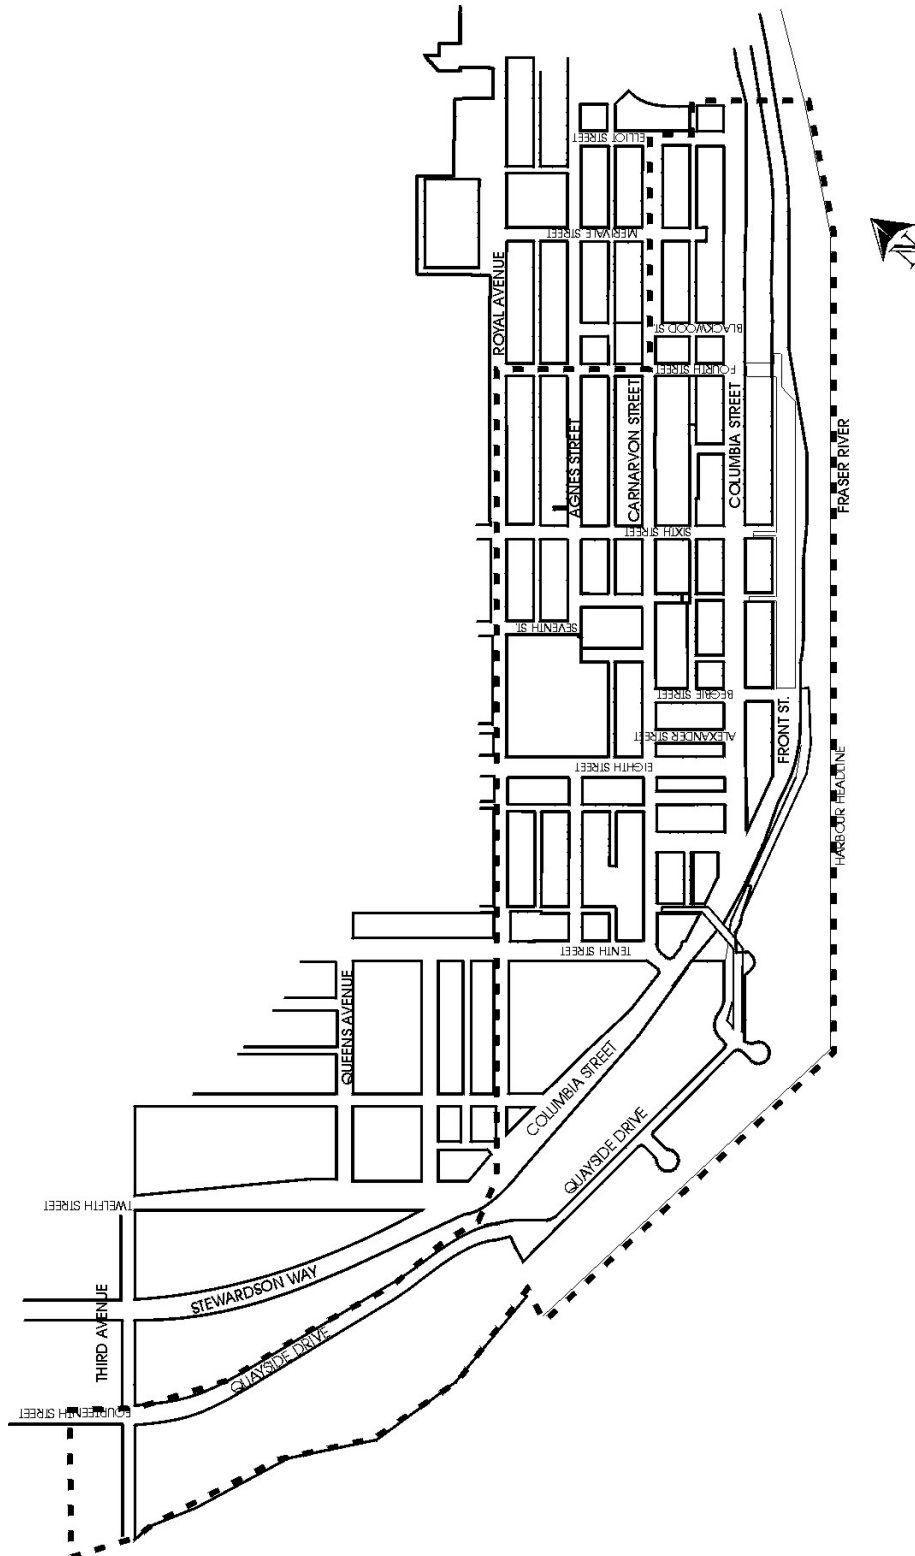 ELLIOT STREET
MERIVALE STREET
N
ROYAL AVENUE
BLACKWOOD ST.
FOURTH STREET
AGNES STREET
CARNARVON STREET
COLUMBIA STREET
FRASER RIVER
SIXTH STREET
SEVENTH ST.
BEGBIE STREET
FRONT ST.
ALEXANDER STREET
EIGHTH STREET
HARBOUR HEADLINE
TENTH STREET
QUEENS AVENUE
COLUMBIA STREET
QUAYSIDE DRIVE
TWELFTH STREET
STEWARDSON WAY
THIRD AVENUE
QUAYSIDE DRIVE
FOURTEENTH STREET